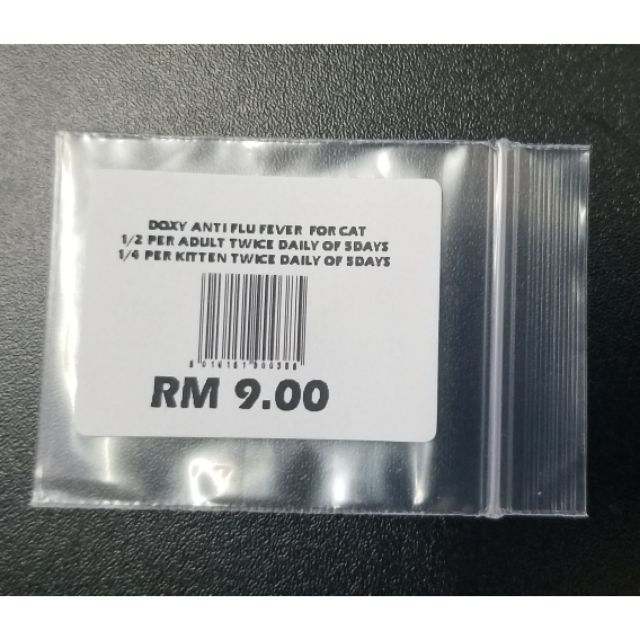 DOXY ANTI FLU FEVER FOR CAT
1/2 PER ADULT TWICE DAILY OF 5DAYS
1/4 PER KITTEN TWICE DAILY OF 5DAYS
RM 9.00